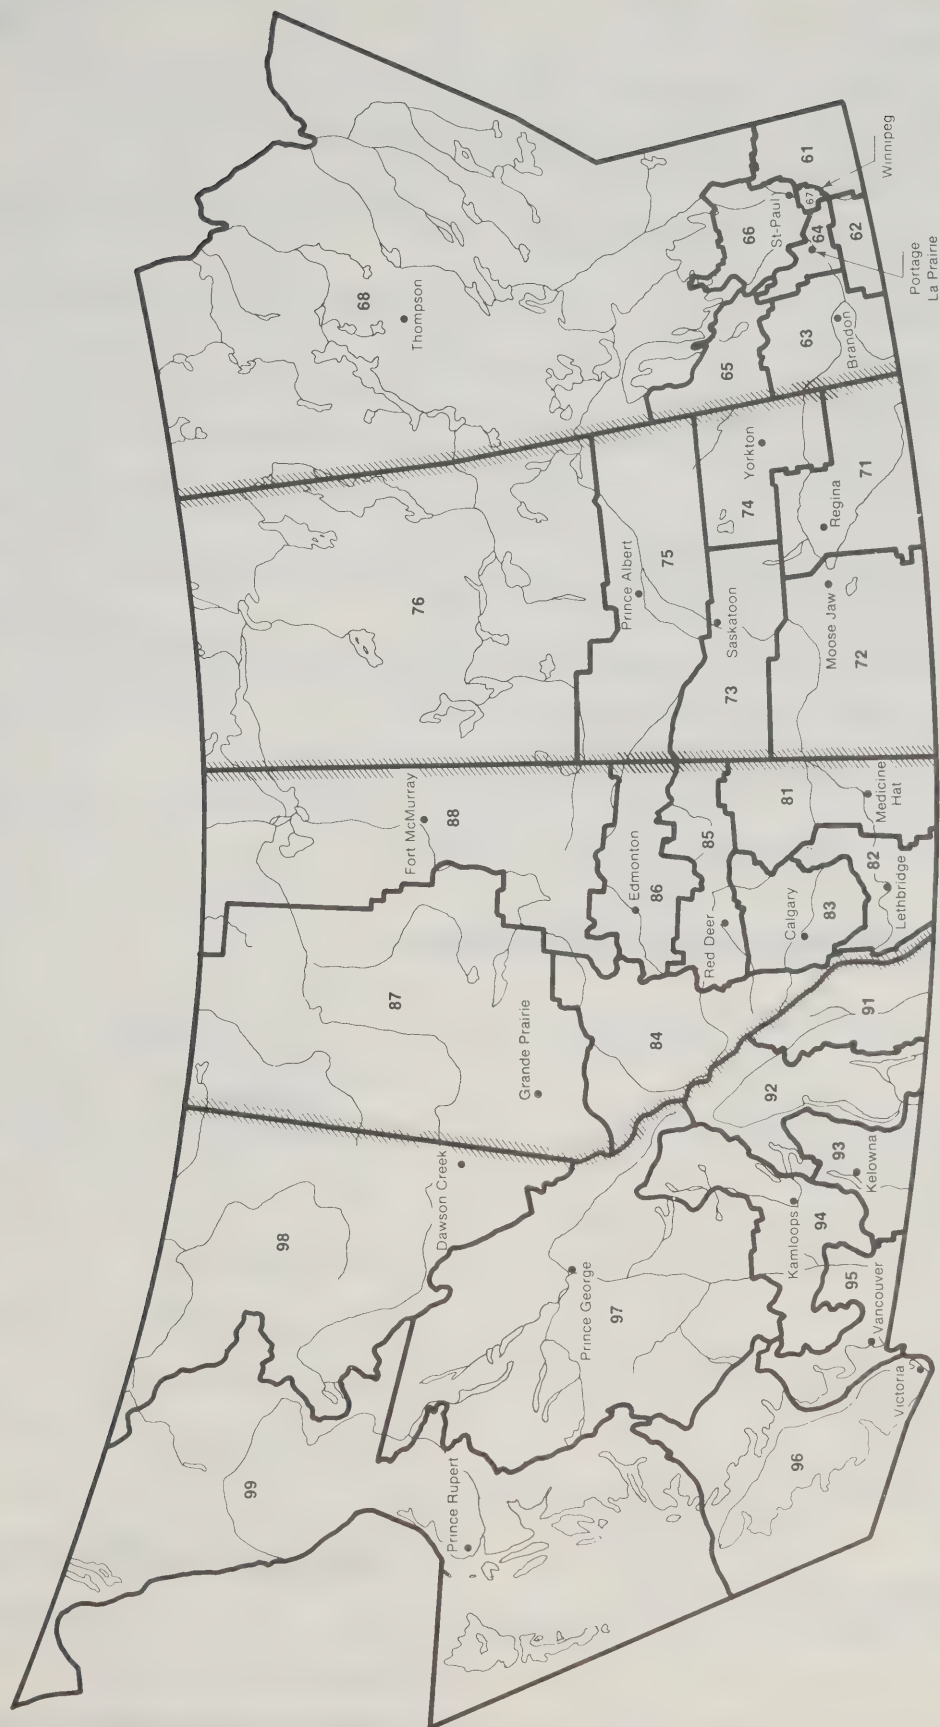 99
98
Prince Rupert
Dawson Creek
Prince George
97
96
Victoria
Vancouver
95
Kamloops
94
93
Kelowna
92
91
87
Grande Prairie
84
Fort McMurray
88
Edmonton
86
85
Red Deer
Calgary
83
81
82
Lethbridge
Medicine
Hat
76
Prince Albert
75
Saskatoon
73
74
Yorkton
Regina
71
Moose Jaw
72
68
Thompson
65
66
St-Paul
67
64
61
62
63
Brandon
Portage
La Prairie
Winnipeg